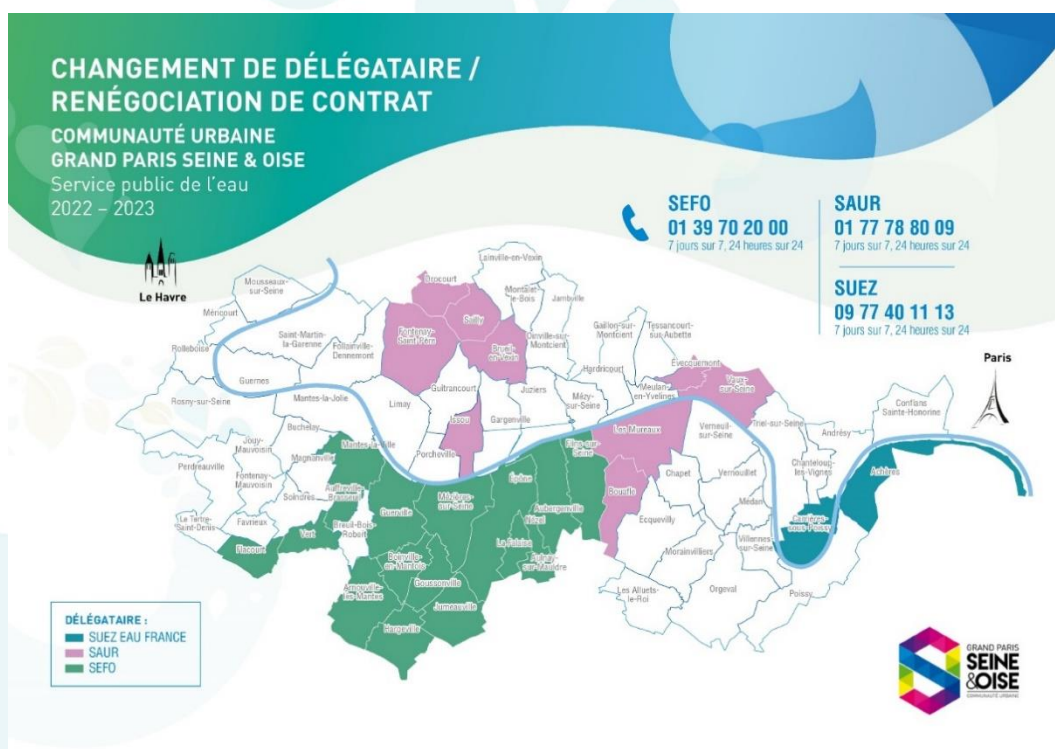 CHANGEMENT DE DÉLÉGATAIRE /
RENÉGOCIATION DE CONTRAT
COMMUNAUTÉ URBAINE
GRAND PARIS SEINE & OISE
Service public de l'eau
2022 – 2023
SEFO
01 39 70 20 00
7 jours sur 7, 24 heures sur 24
SAUR
01 77 78 80 09
7 jours sur 7, 24 heures sur 24
SUEZ
09 77 40 11 13
7 jours sur 7, 24 heures sur 24
Le Havre
Paris
Mousseaux-
sur-Seine
Méricourt
Rolleboise
Saint-Martin
la-Garenne
Follainville-
Dennemont
Guernes
Rosny-sur-Seine
Mantes-la-Jolie
Limay
Fontenay-
Saint-Père
Drocourt
Sailly
Brueil-
en-Vexin
Lainville-en-Vexin
Montalet-
le-Bois
Jambville
Oinville-sur-
Montcient
Gaillon-sur-
Montcient
Tessancourt-
sur-Aubette
Hardricourt
Guitrancourt
Issou
Porcheville
Gargenville
Juziers
Mézy-
sur-Seine
Meulan-
en-Yvelines
Evecquemont
Vaux-
sur-Seine
Triel-sur-Seine
Andrésy
Conflans
Sainte-Honorine
Chanteloup-
les-Vignes
Achères
Carrières-
sous-Poissy
Poissy
Verneuil-
sur-Seine
Vernouillet
Médan
Villennes-
sur-Seine
Chapet
Les Mureaux
Bouafle
Ecquevilly
Morainvilliers
Orgeval
Les Alluets-
le-Roi
Flins-sur-
Seine
Aubergenville
Epône
Nézel
La Falaise
Aulnay-
sur-Mauldre
Mézières-
sur-Seine
Guerville
Boinville-
en-Mantois
Goussonville
Jumeauville
Arnouville-
les-Mantes
Hargeville
Breuil-Bois-
Robert
Auffreville-
Brasseuil
Mantes-la-Ville
Buchelay
Magnanville
Jouy-
Mauvoisin
Fontenay-
Mauvoisin
Perdreauville
Soindres
Vert
Favrieux
Flacourt
Le Tertre-
Saint-Denis
DÉLÉGATAIRE :
SUEZ EAU FRANCE
SAUR
SEFO
GRAND PARIS
SEINE
&OISE
COMMUNAUTÉ URBAINE